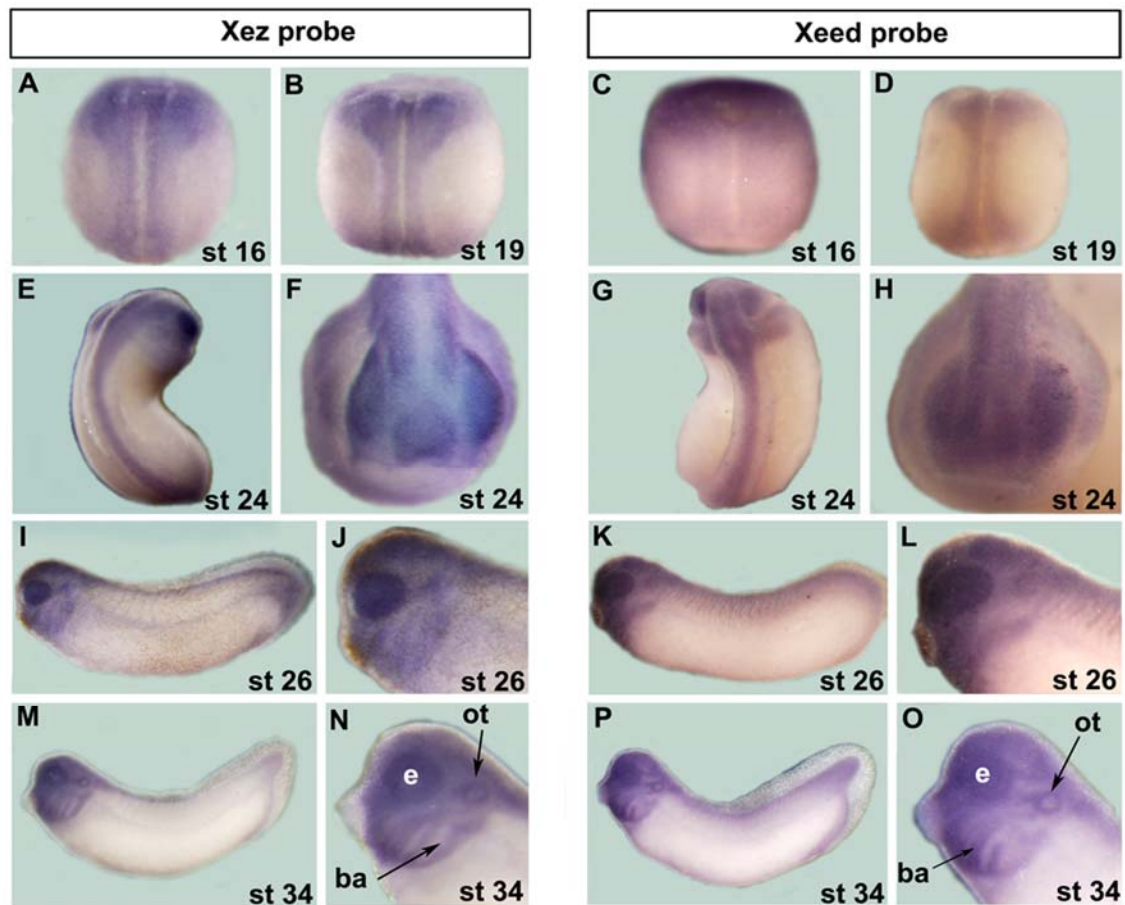 Xez probe
Xeed probe
A
st 16
B
st 19
C
st 16
D
st 19
E
st 24
F
st 24
G
st 24
H
st 24
I
st 26
J
st 26
K
st 26
L
st 26
M
st 34
N
ot
e
ba
st 34
P
st 34
O
ot
e
ba
st 34